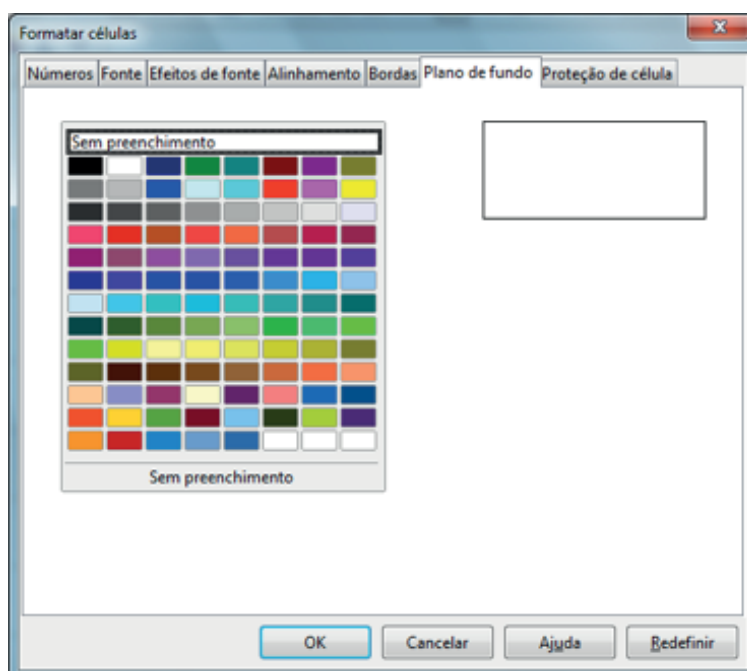 Formatar células
Números Fonte Efeitos de fonte Alinhamento Bordas Plano de fundo Proteção de célula
Sem preenchimento
Sem preenchimento
OK Cancelar Ajuda Redefinir